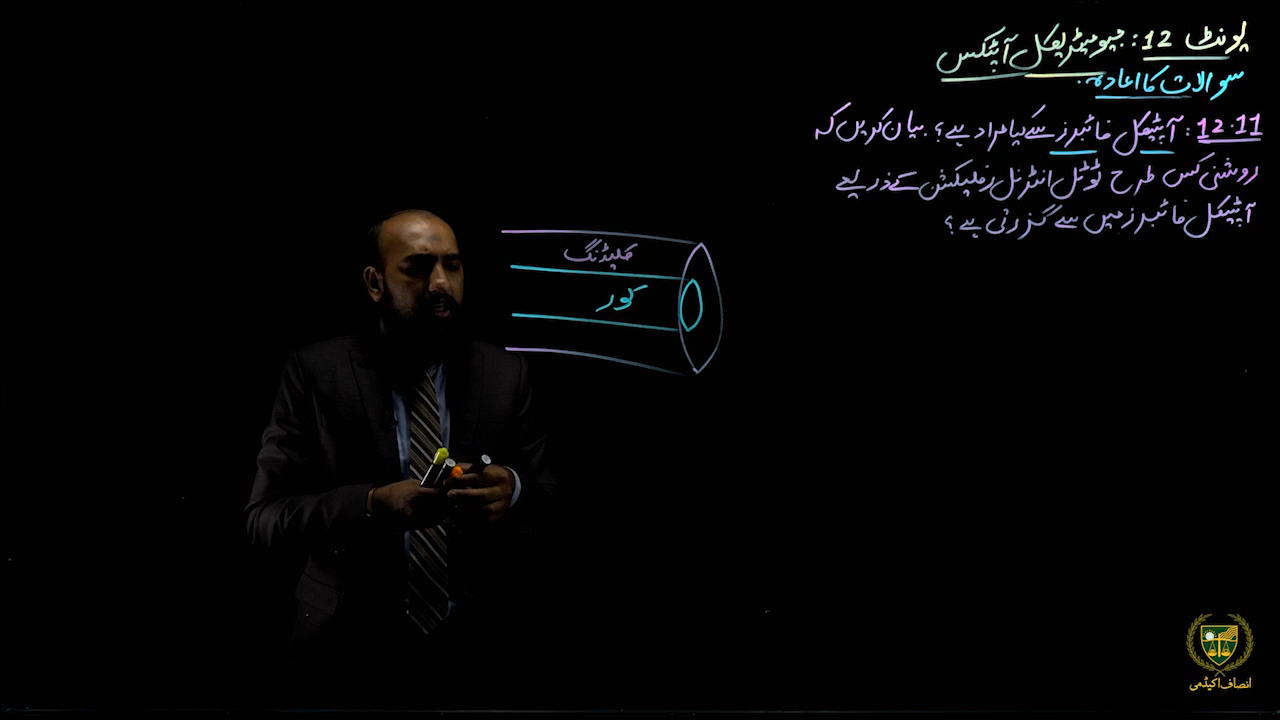 یونٹ 12 : جیومیٹریکل آپٹکس
سوالات کا اعادہ:
12.11 : آپٹیکل فائبرز سے کیا مراد ہے؟ بیان کریں کہ
روشنی کس طرح ٹوٹل انٹرنل رفلیکشن کے ذریعے
آپٹیکل فائبرز میں سے گزرتی ہے؟
کلیڈنگ
کور
انصاف اکیڈمی